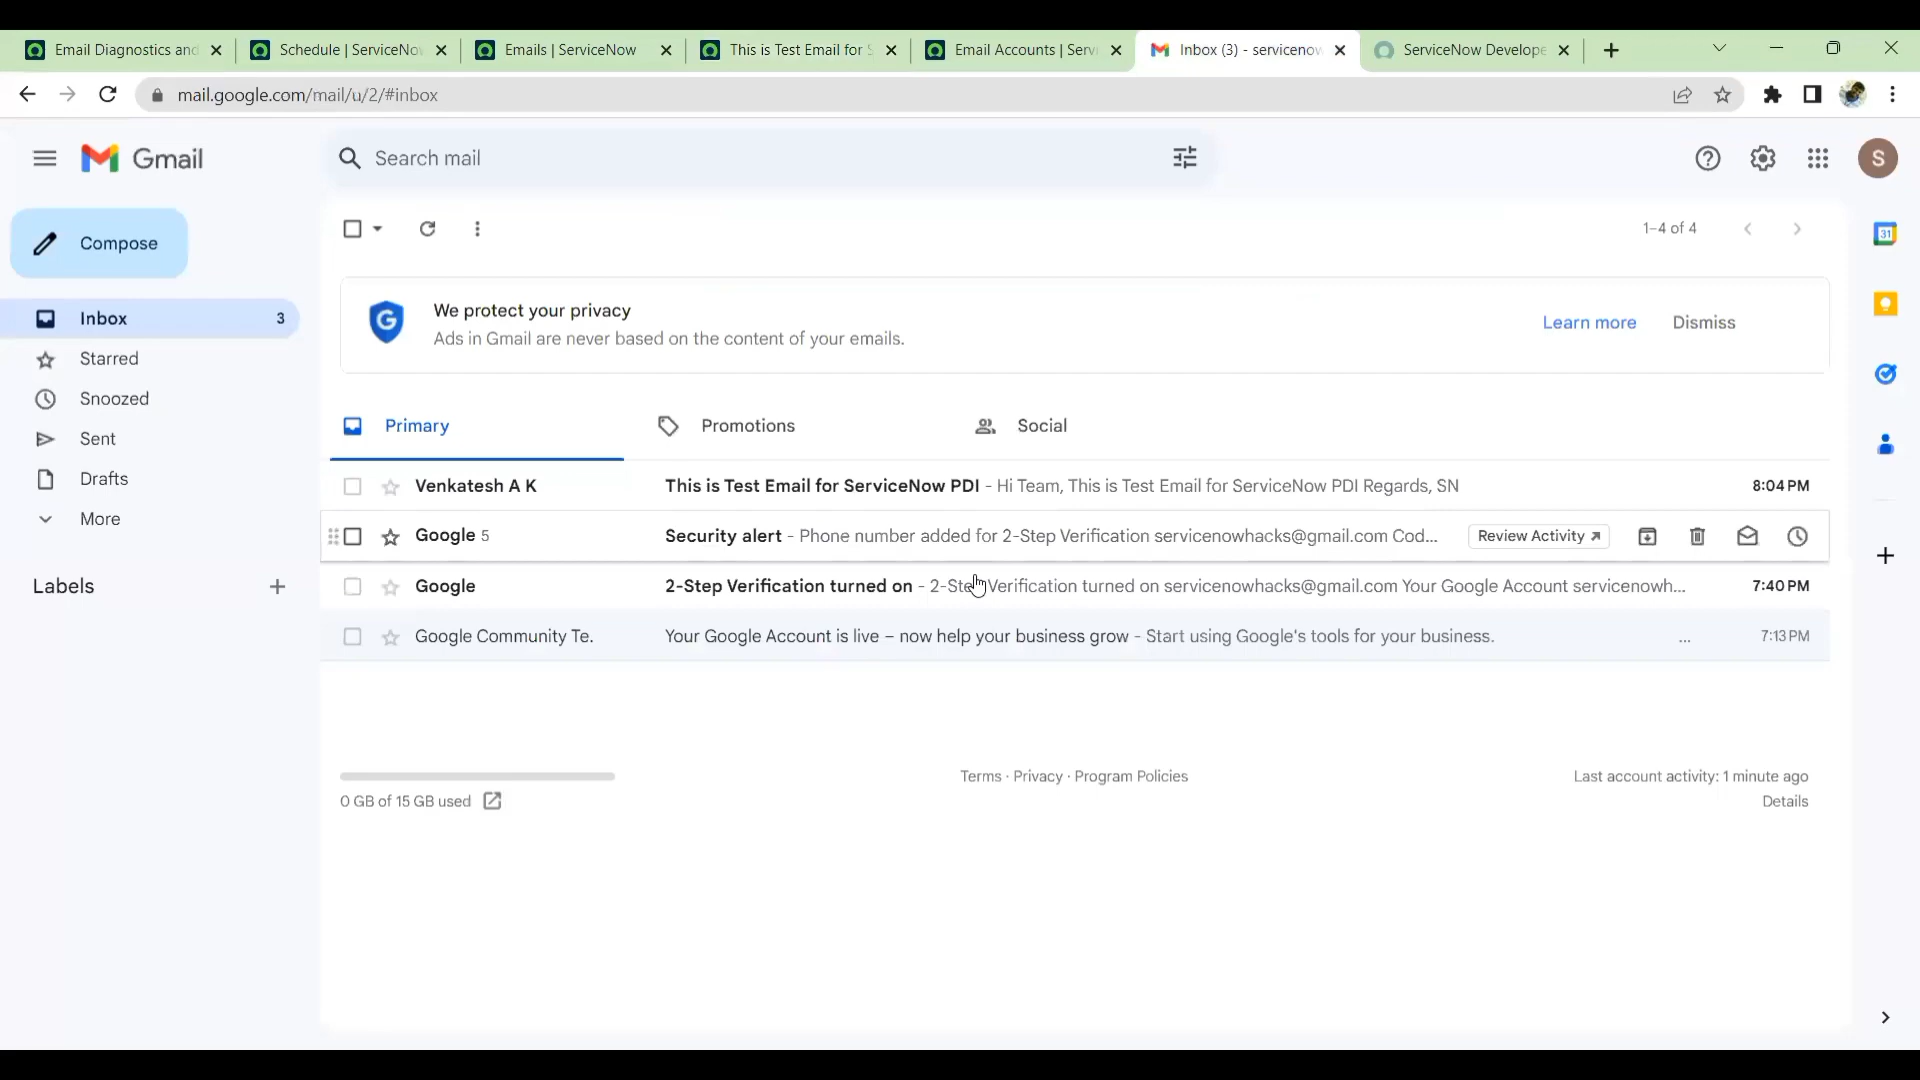 Email Diagnostics and
Schedule | ServiceNo
Emails | ServiceNow
This is Test Email for S
Email Accounts | Serv
Inbox (3) - servicenow
ServiceNow Develope
mail.google.com/mail/u/2/#inbox
Gmail
Search mail
S
Compose
1–4 of 4
31
Inbox 3
Starred
Snoozed
Sent
Drafts
More
Labels
G
We protect your privacy
Ads in Gmail are never based on the content of your emails.
Learn more
Dismiss
Primary
Promotions
Social
Venkatesh A K This is Test Email for ServiceNow PDI - Hi Team, This is Test Email for ServiceNow PDI Regards, SN 8:04 PM
Google 5 Security alert - Phone number added for 2-Step Verification servicenowhacks@gmail.com Cod... Review Activity
Google 2-Step Verification turned on - 2-Step Verification turned on servicenowhacks@gmail.com Your Google Account servicenowh... 7:40 PM
Google Community Te. Your Google Account is live – now help your business grow - Start using Google's tools for your business. ... 7:13 PM
0 GB of 15 GB used
Terms · Privacy · Program Policies
Last account activity: 1 minute ago
Details